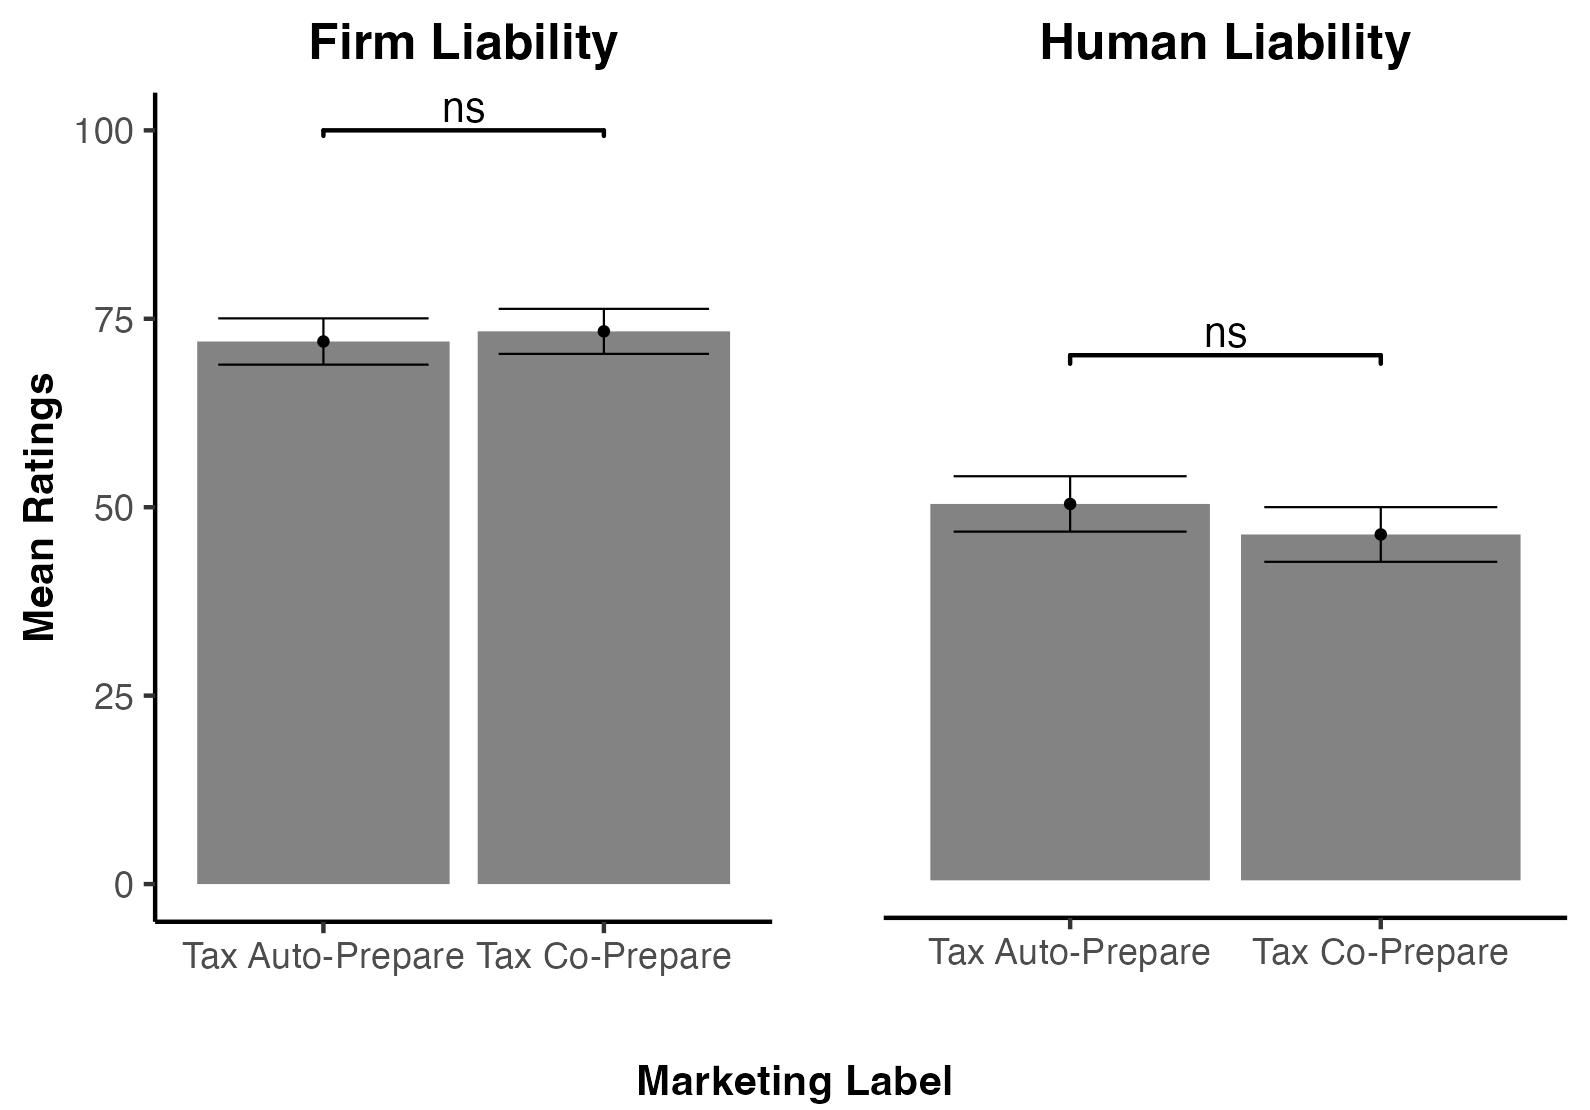 Firm Liability
Human Liability
ns
ns
Mean Ratings
100
75
50
25
0
Tax Auto-Prepare
Tax Co-Prepare
Tax Auto-Prepare
Tax Co-Prepare
Marketing Label